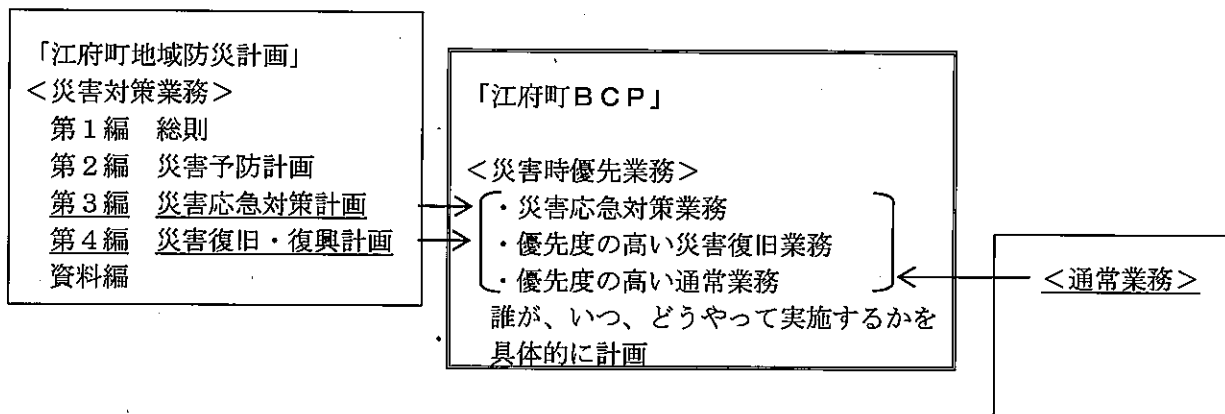 「江府町地域防災計画」
<災害対策業務>
第1編 総則
第2編 災害予防計画
第3編 災害応急対策計画
第4編 災害復旧・復興計画
資料編
「江府町BCP」
<災害時優先業務>
・災害応急対策業務
・優先度の高い災害復旧業務
・優先度の高い通常業務
誰が、いつ、どうやって実施するかを
具体的に計画
<通常業務>